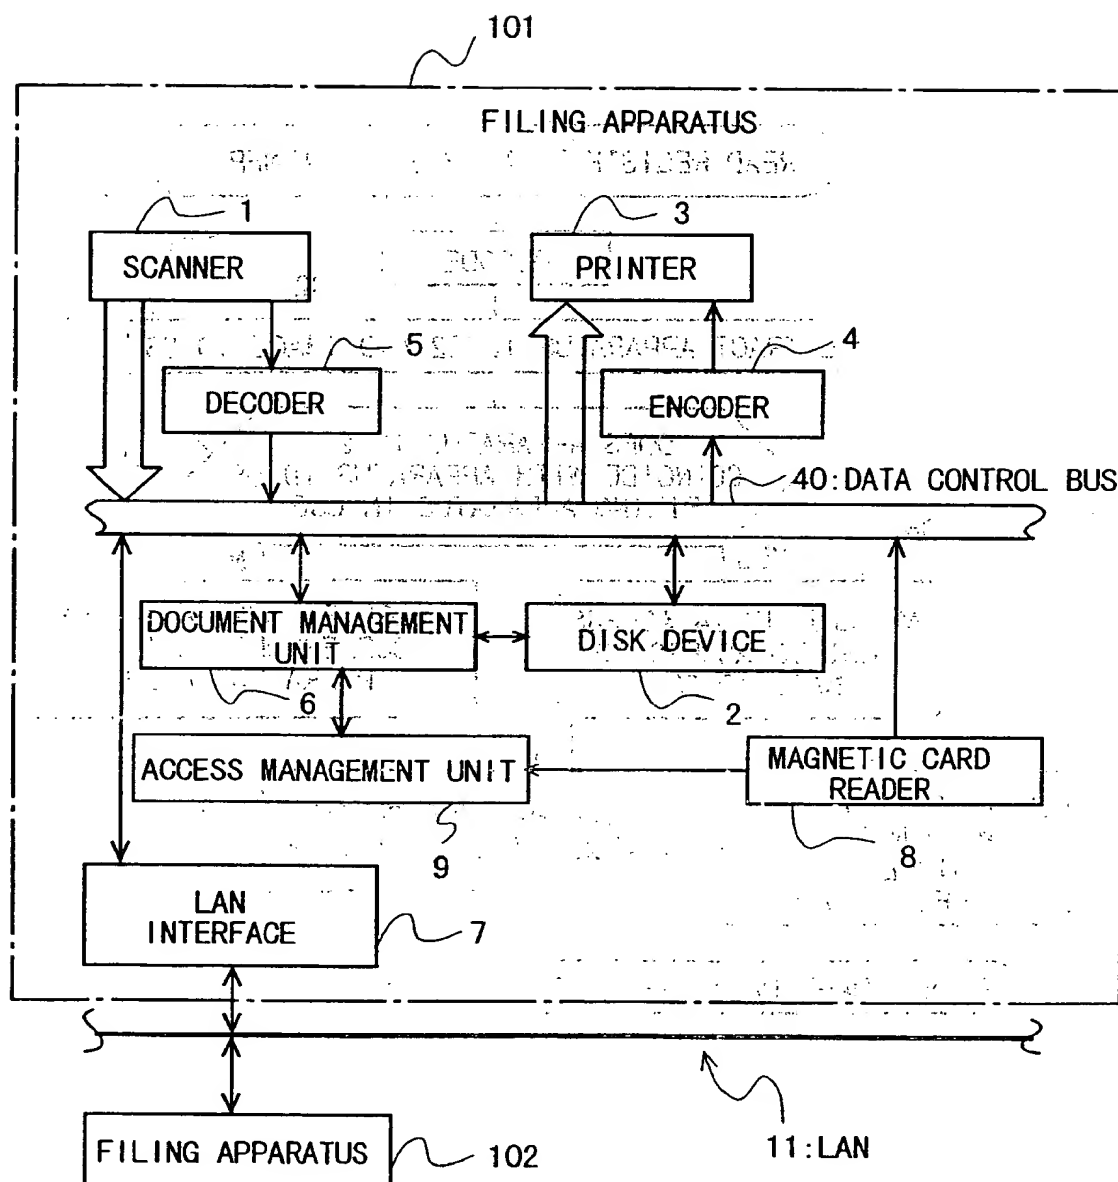 101
FILING APPARATUS
1
3
SCANNER
PRINTER
5
4
DECODER
ENCODER
40:DATA CONTROL BUS
DOCUMENT MANAGEMENT
UNIT
DISK DEVICE
6
2
ACCESS MANAGEMENT UNIT
MAGNETIC CARD
READER
9
8
LAN
INTERFACE
7
FILING APPARATUS
102
11:LAN